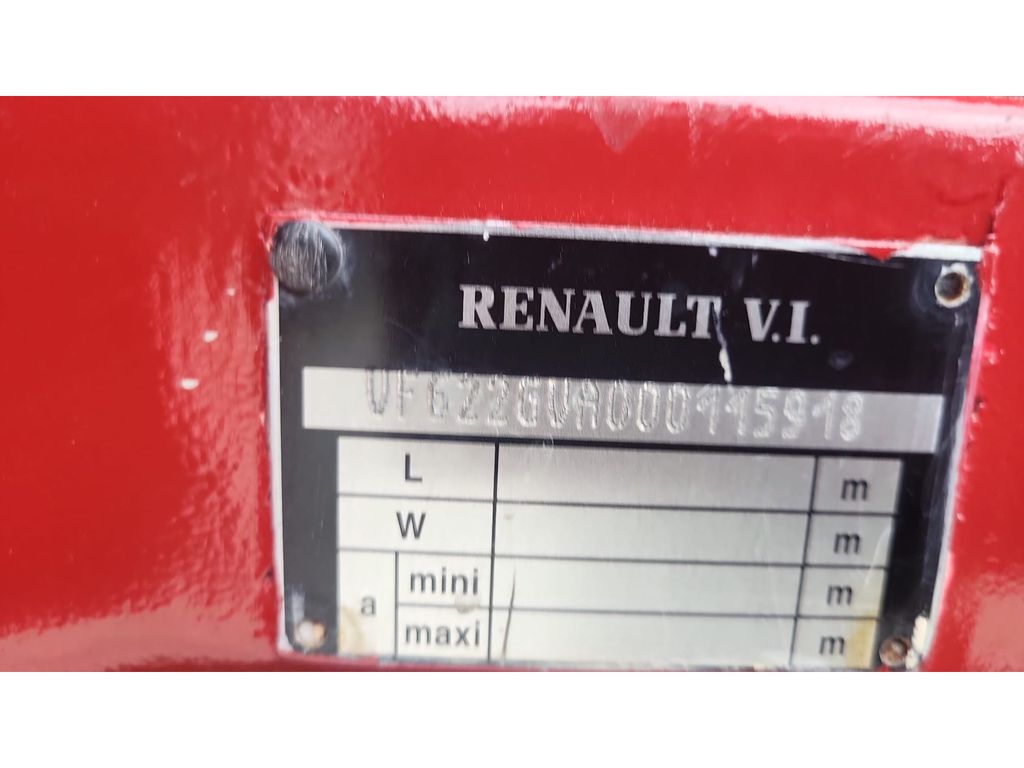 RENAULT V.I.
VF622GVA000115918
L m
W m
a mini m
maxi m